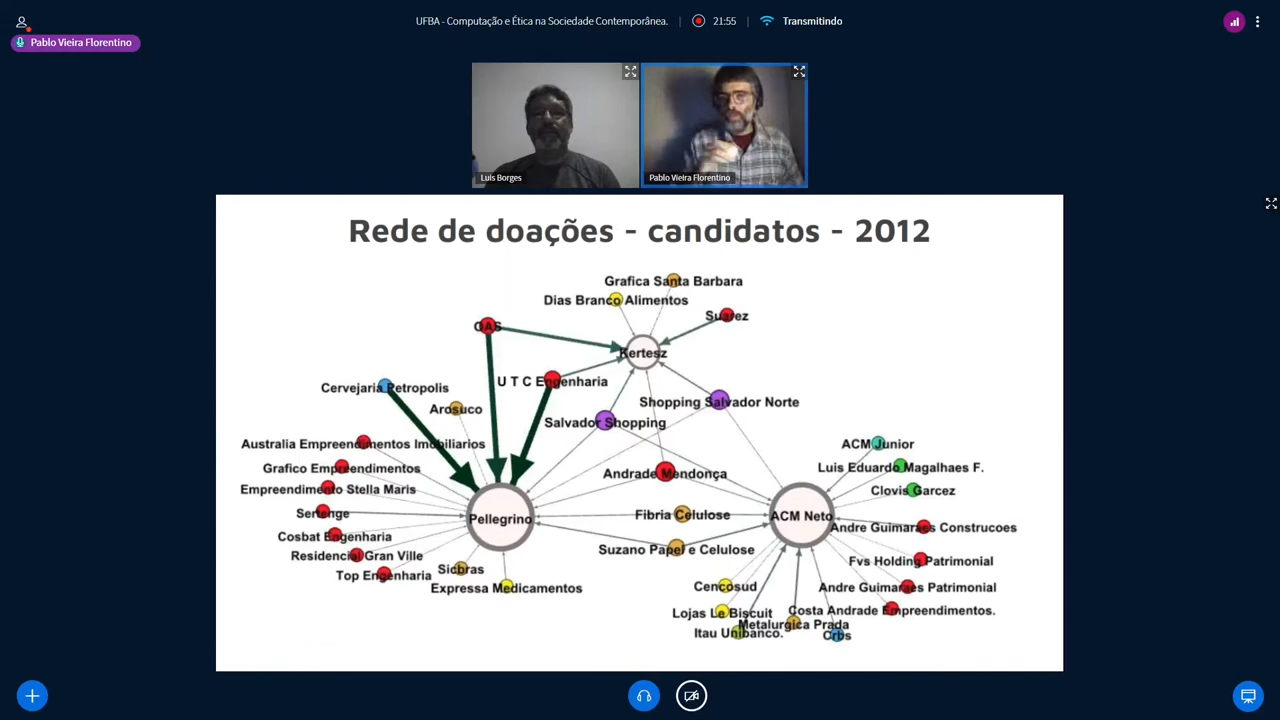 UFBA - Computação e Ética na Sociedade Contemporânea.
21:55
Transmitindo
Pablo Vieira Florentino
Luis Borges
Pablo Vieira Florentino
Rede de doações - candidatos - 2012
Grafica Santa Barbara
Dias Branco Alimentos
Suarez
OAS
Kertesz
U T C Engenharia
Cervejaria Petropolis
Shopping Salvador Norte
Arosuco
Salvador Shopping
Australia Empreendimentos Imobiliarios
ACM Junior
Grafico Empreendimentos
Luis Eduardo Magalhaes F.
Andrade Mendonça
Empreendimento Stella Maris
Clovis Garcez
Sertenge
Fibria Celulose
ACM Neto
Pellegrino
Andre Guimaraes Construcoes
Cosbat Engenharia
Suzano Papel e Celulose
Residencial Gran Ville
Fvs Holding Patrimonial
Sicbras
Top Engenharia
Expressa Medicamentos
Cencosud
Andre Guimaraes Patrimonial
Lojas Le Biscuit
Costa Andrade Empreendimentos.
Metalurgica Prada
Itau Unibanco.
Crbs